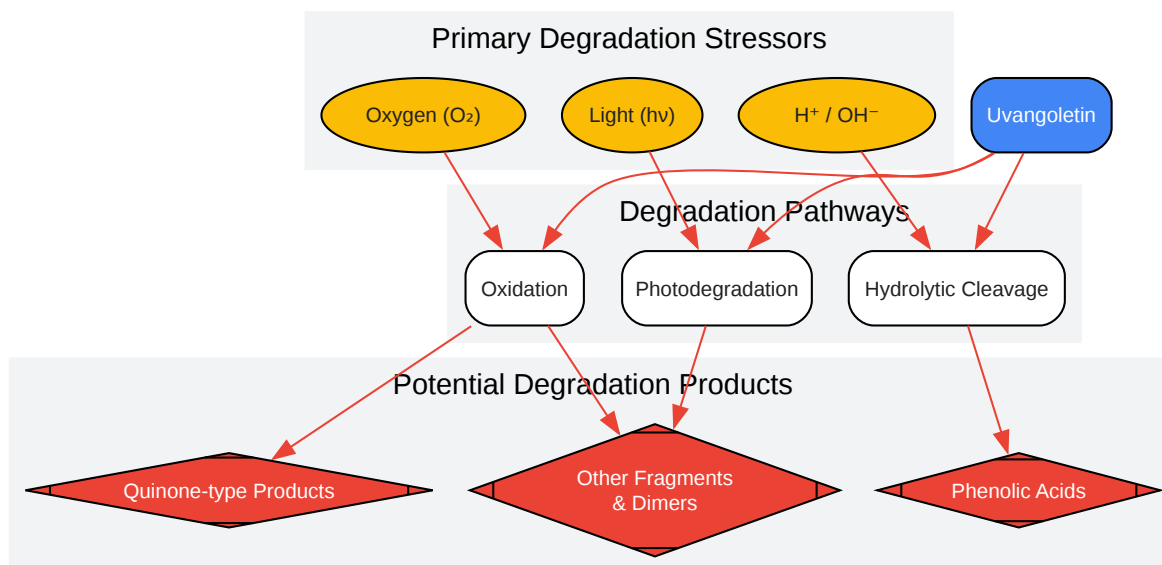 Primary Degradation Stressors
Oxygen (O₂)
Light (hν)
H⁺ / OH⁻
Uvangoletin
Degradation Pathways
Oxidation
Photodegradation
Hydrolytic Cleavage
Potential Degradation Products
Quinone-type Products
Other Fragments
& Dimers
Phenolic Acids